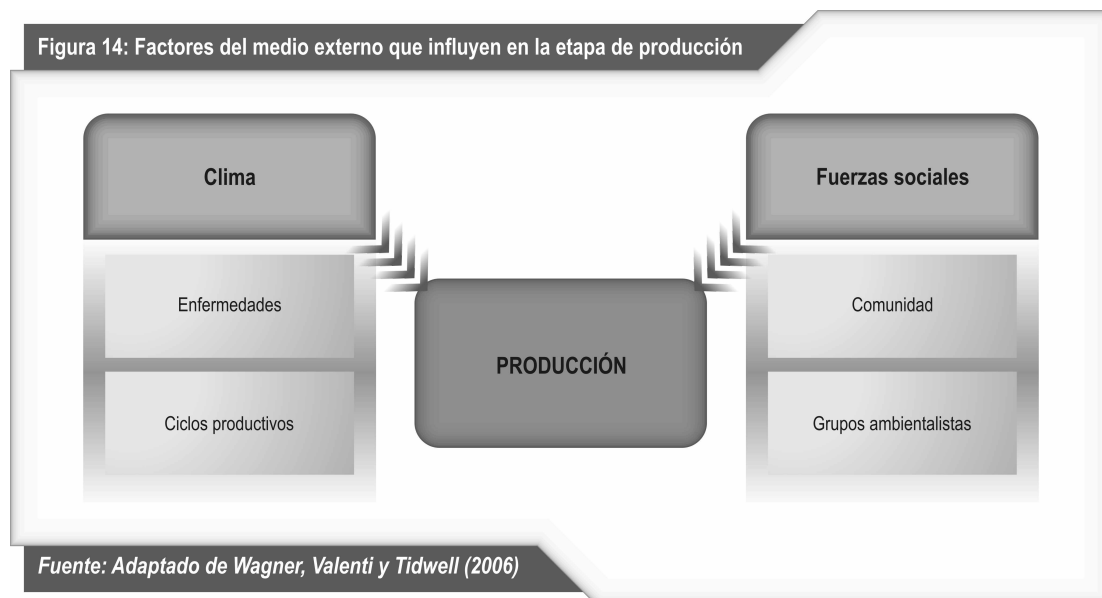 Figura 14: Factores del medio externo que influyen en la etapa de producción
Clima
Enfermedades
Ciclos productivos
PRODUCCIÓN
Fuerzas sociales
Comunidad
Grupos ambientalistas
Fuente: Adaptado de Wagner, Valenti y Tidwell (2006)